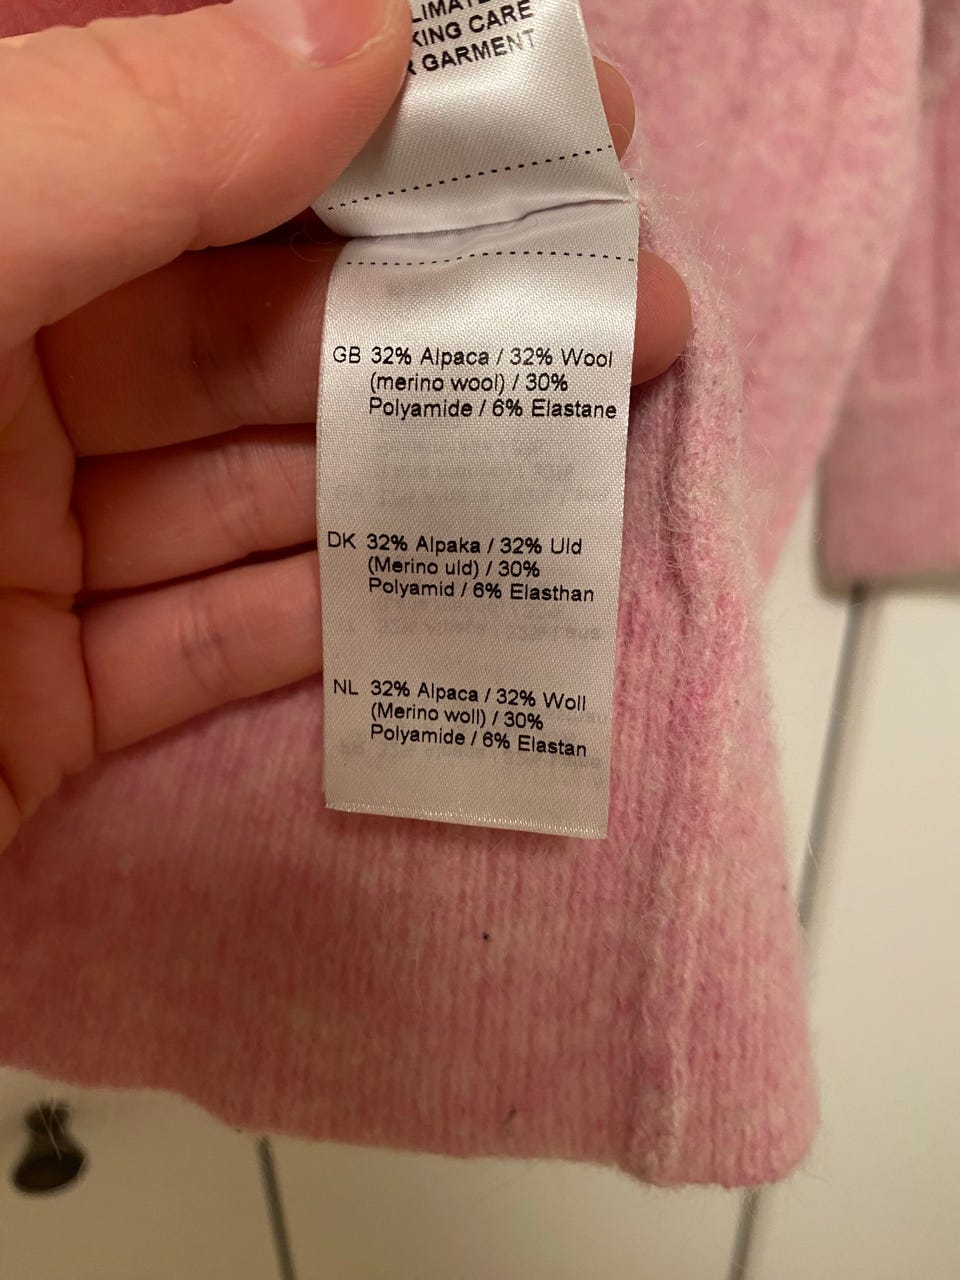 KING CARE
GARMENT
GB 32% Alpaca / 32% Wool
(merino wool) / 30%
Polyamide / 6% Elastane
DK 32% Alpaka / 32% Uld
(Merino uld) / 30%
Polyamid / 6% Elasthan
NL 32% Alpaca / 32% Woll
(Merino woll) / 30%
Polyamide / 6% Elastan